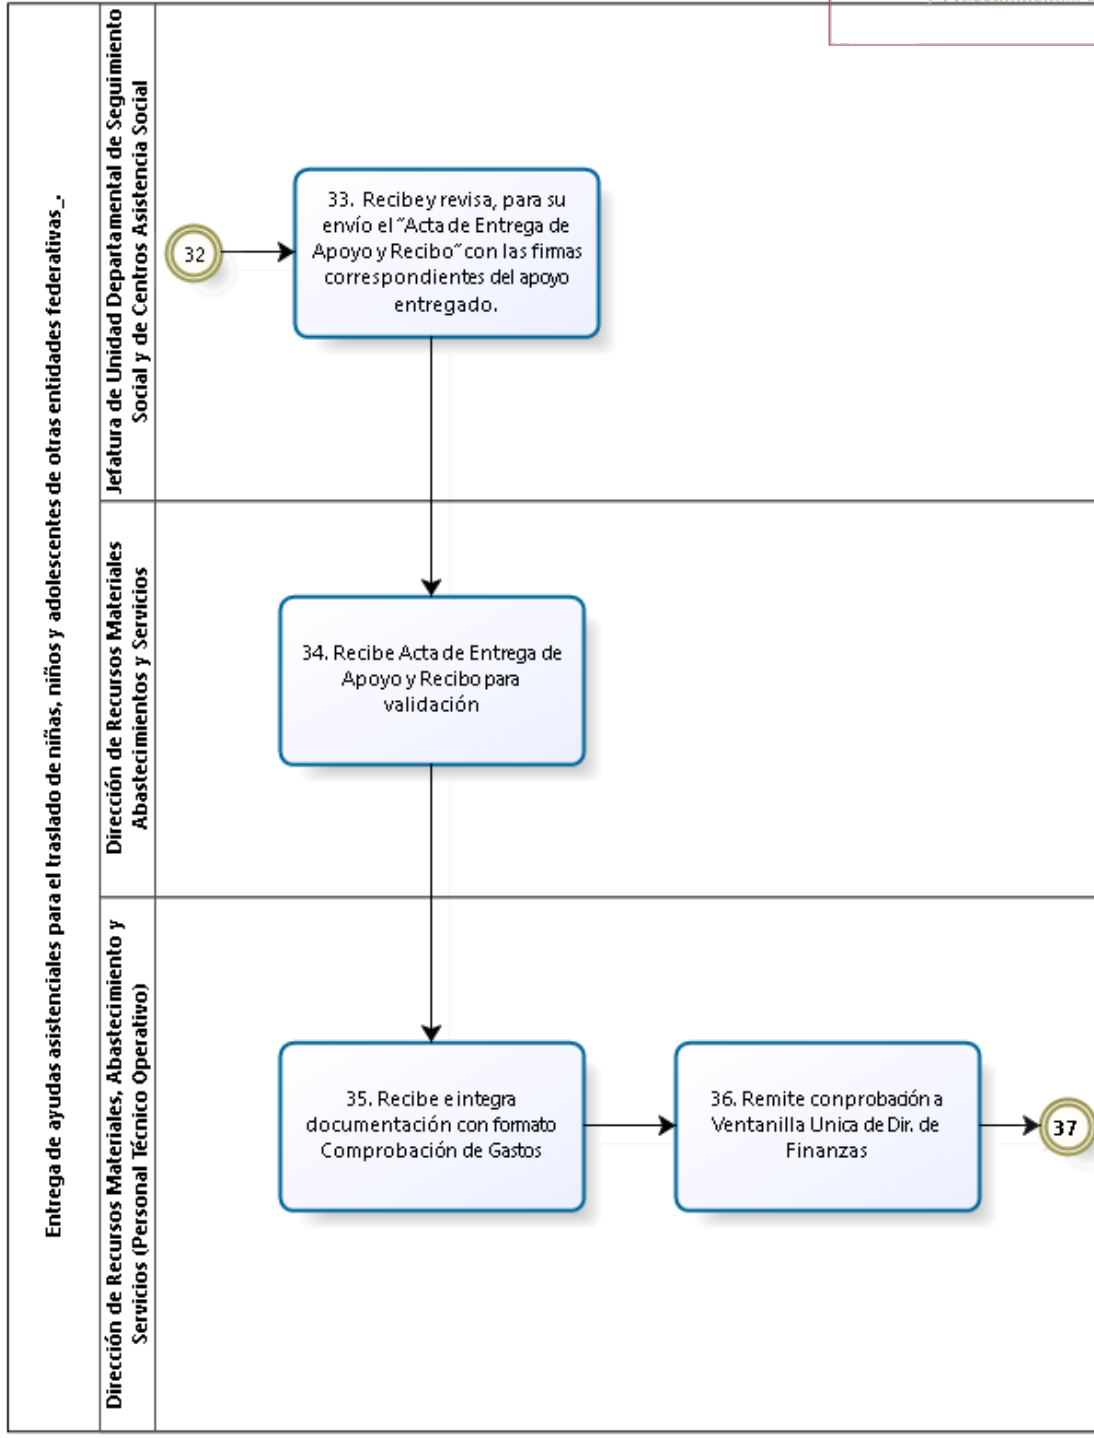 Entrega de ayudas asistenciales para el traslado de niñas, niños y adolescentes de otras entidades federativas_.
Jefatura de Unidad Departamental de Seguimiento
Social y de Centros Asistencia Social
32
33. Recibe y revisa, para su
envío el "Acta de Entrega de
Apoyo y Recibo" con las firmas
correspondientes del apoyo
entregado.
Dirección de Recursos Materiales
Abastecimientos y Servicios
34. Recibe Acta de Entrega de
Apoyo y Recibo para
validación
Dirección de Recursos Materiales, Abastecimiento y
Servicios (Personal Técnico Operativo)
35. Recibe e integra
documentación con formato
Comprobación de Gastos
36. Remite conprobación a
Ventanilla Unica de Dir. de
Finanzas
37